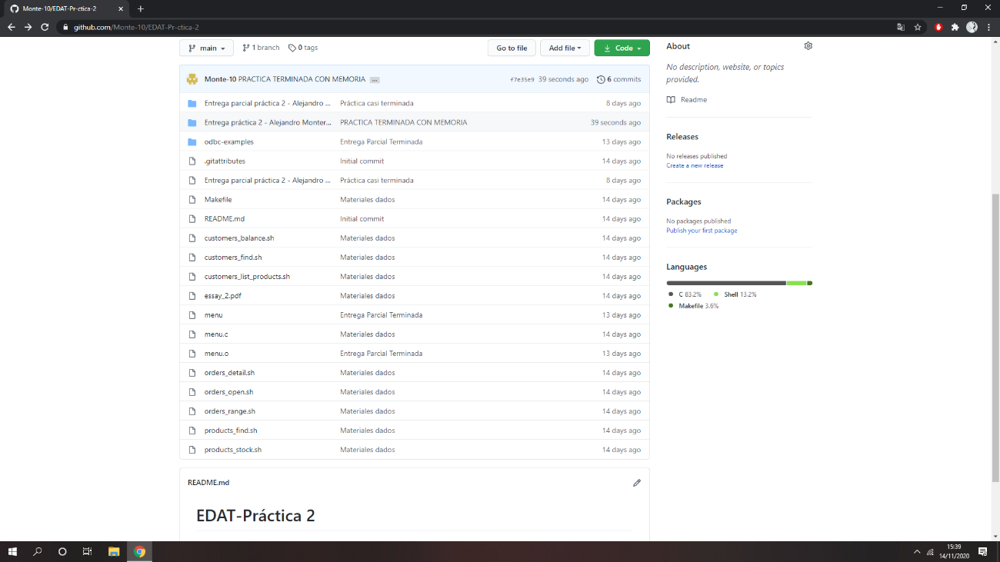 Monte-10/EDAT-Pr-ctica-2
github.com/Monte-10/EDAT-Pr-ctica-2
main
1 branch
0 tags
Go to file
Add file
Code
Monte-10 PRACTICA TERMINADA CON MEMORIA ...
f7e35e9 39 seconds ago
6 commits
Entrega parcial práctica 2 - Alejandro ... Práctica casi terminada 8 days ago
Entrega práctica 2 - Alejandro Monter... PRACTICA TERMINADA CON MEMORIA 39 seconds ago
odbc-examples Entrega Parcial Terminada 13 days ago
.gitattributes Initial commit 14 days ago
Entrega parcial práctica 2 - Alejandro ... Práctica casi terminada 8 days ago
Makefile Materiales dados 14 days ago
README.md Initial commit 14 days ago
customers_balance.sh Materiales dados 14 days ago
customers_find.sh Materiales dados 14 days ago
customers_list_products.sh Materiales dados 14 days ago
essay_2.pdf Materiales dados 14 days ago
menu Entrega Parcial Terminada 13 days ago
menu.c Materiales dados 14 days ago
menu.o Entrega Parcial Terminada 13 days ago
orders_detail.sh Materiales dados 14 days ago
orders_open.sh Materiales dados 14 days ago
orders_range.sh Materiales dados 14 days ago
products_find.sh Materiales dados 14 days ago
products_stock.sh Materiales dados 14 days ago
README.md
EDAT-Práctica 2
About
No description, website, or topics
provided.
Readme
Releases
No releases published
Create a new release
Packages
No packages published
Publish your first package
Languages
C 83.2%
Shell 13.2%
Makefile 3.6%
15:39
14/11/2020